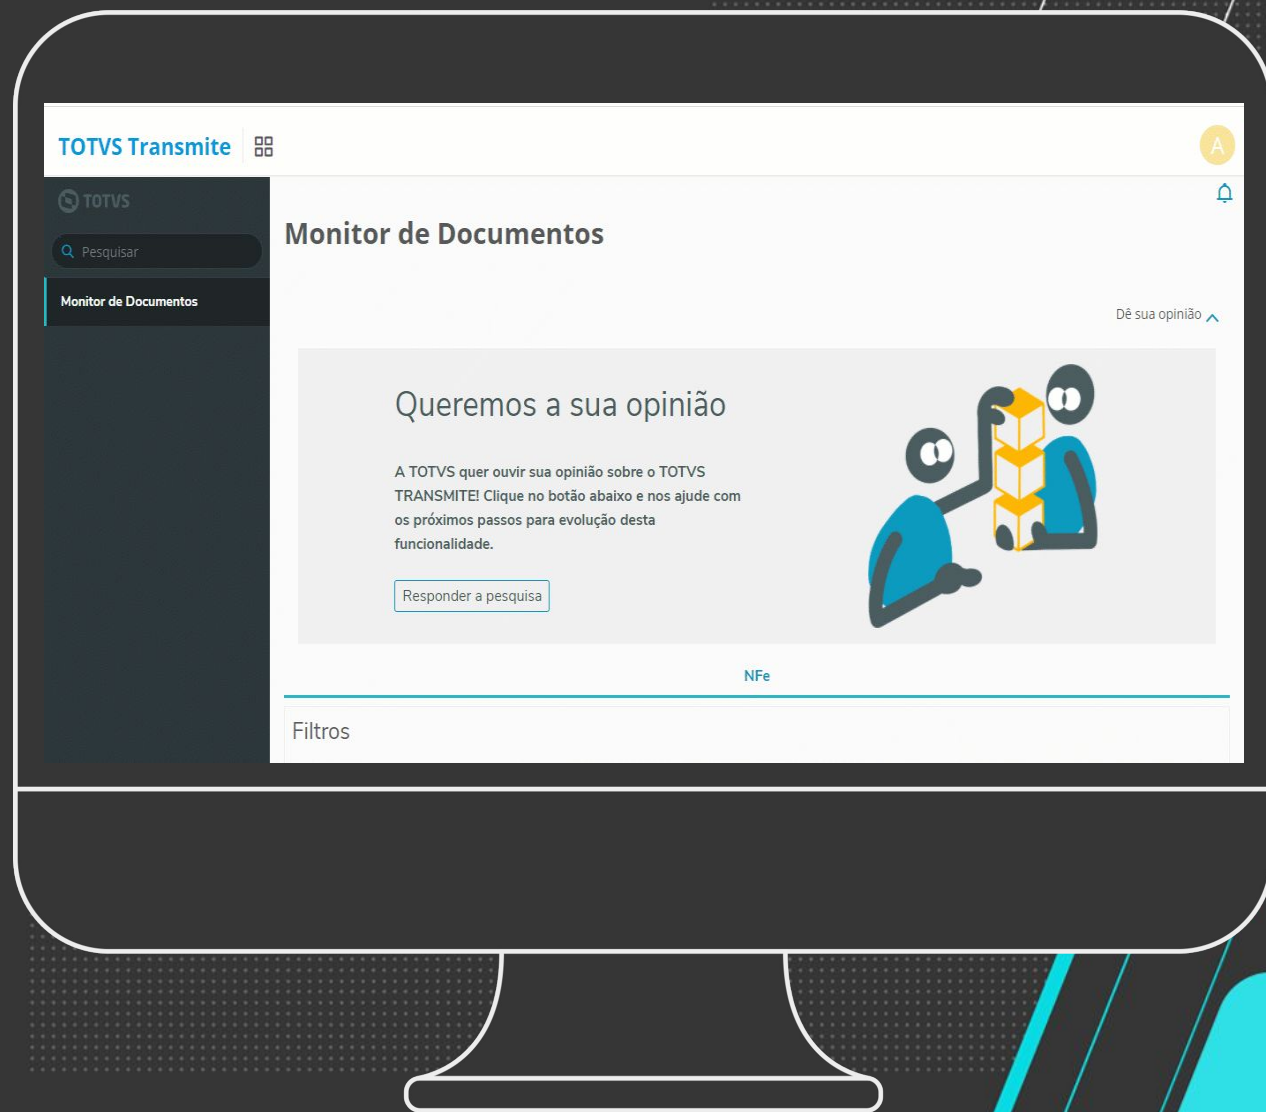 TOTVS Transmite
A
TOTVS
Pesquisar
Monitor de Documentos
Monitor de Documentos
Dê sua opinião
Queremos a sua opinião
A TOTVS quer ouvir sua opinião sobre o TOTVS
TRANSMITE! Clique no botão abaixo e nos ajude com
os próximos passos para evolução desta
funcionalidade.
Responder a pesquisa
NFe
Filtros